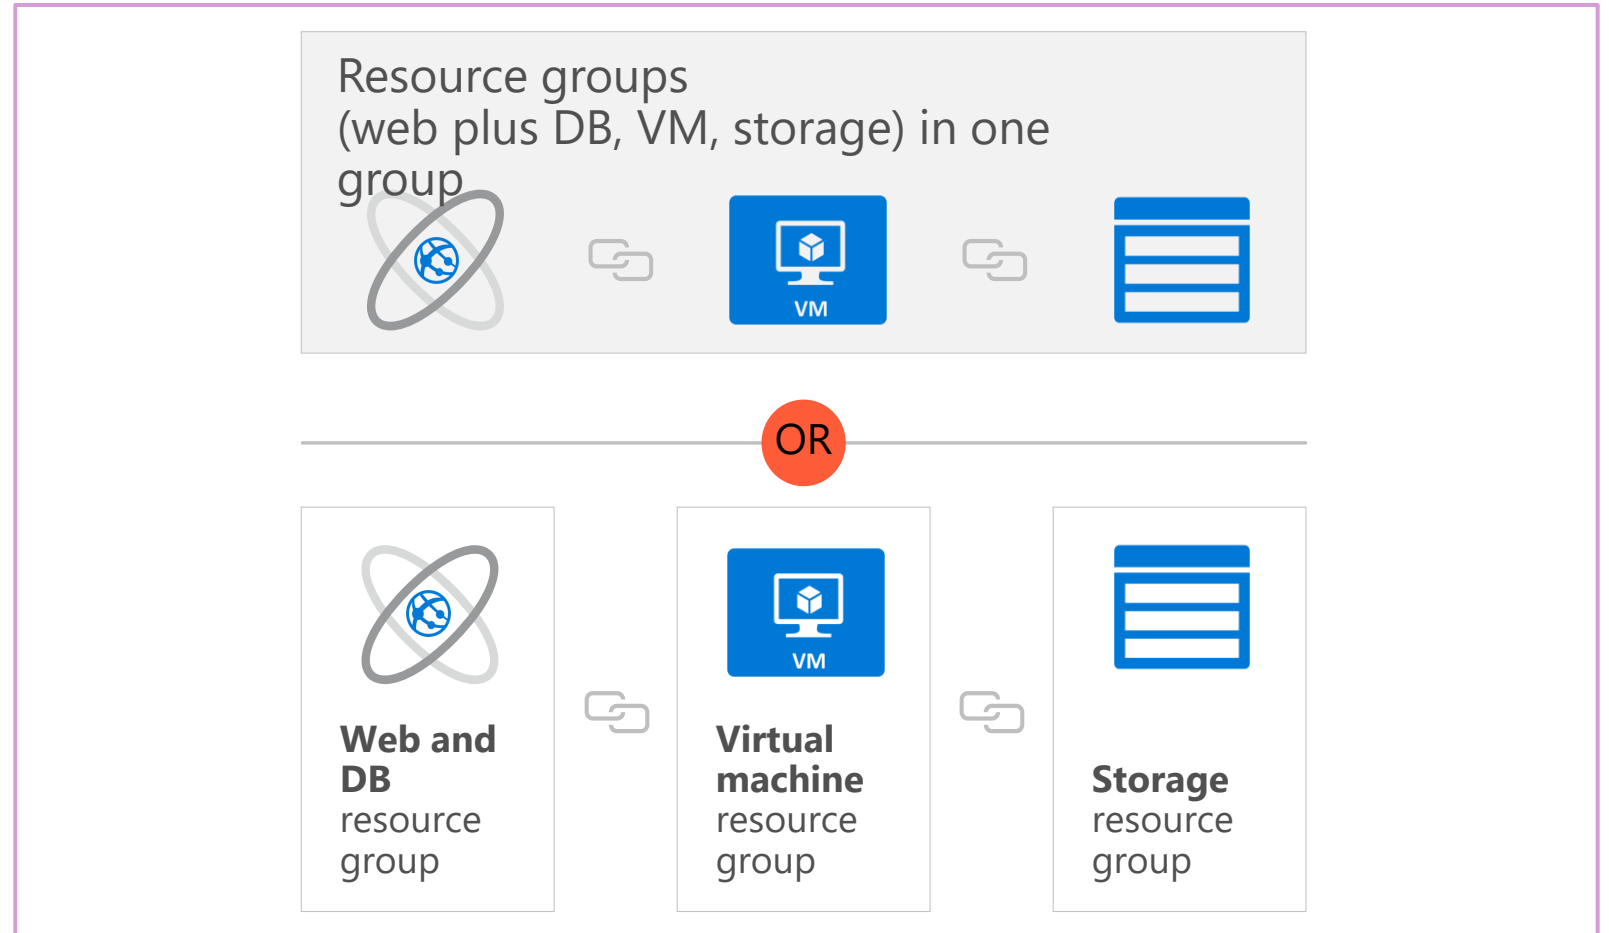 Resource groups
(web plus DB, VM, storage) in one
group
VM
OR
VM
Web and
DB
resource
group
Virtual
machine
resource
group
Storage
resource
group